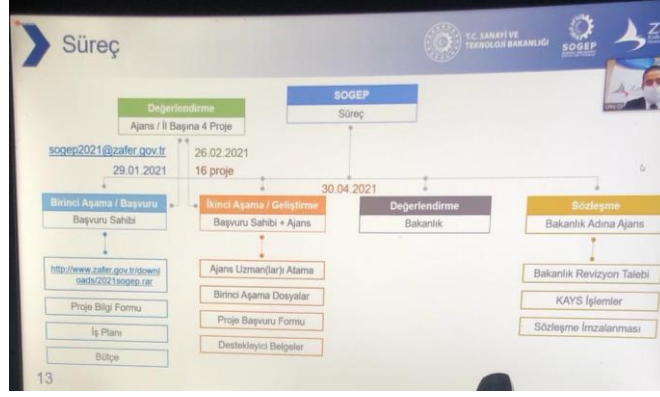 Süreç
T.C. SANAYİ VE
TEKNOLOJİ BAKANLIĞI
SOGEP
Değerlendirme
Ajans / İl Başına 4 Proje
SOGEP
Süreç
sogep2021@zafer.gov.tr
29.01.2021
26.02.2021
16 proje
30.04.2021
Birinci Aşama / Başvuru
Başvuru Sahibi
http://www.zafer.gov.tr/downl
oads/2021sogep.rar
Proje Bilgi Formu
İş Planı
Bütçe
İkinci Aşama / Geliştirme
Başvuru Sahibi + Ajans
Ajans Uzman(lar)ı Atama
Birinci Aşama Dosyalar
Proje Başvuru Formu
Destekleyici Belgeler
Değerlendirme
Bakanlık
Sözleşme
Bakanlık Adına Ajans
Bakanlık Revizyon Talebi
KAYS İşlemler
Sözleşme İmzalanması
13